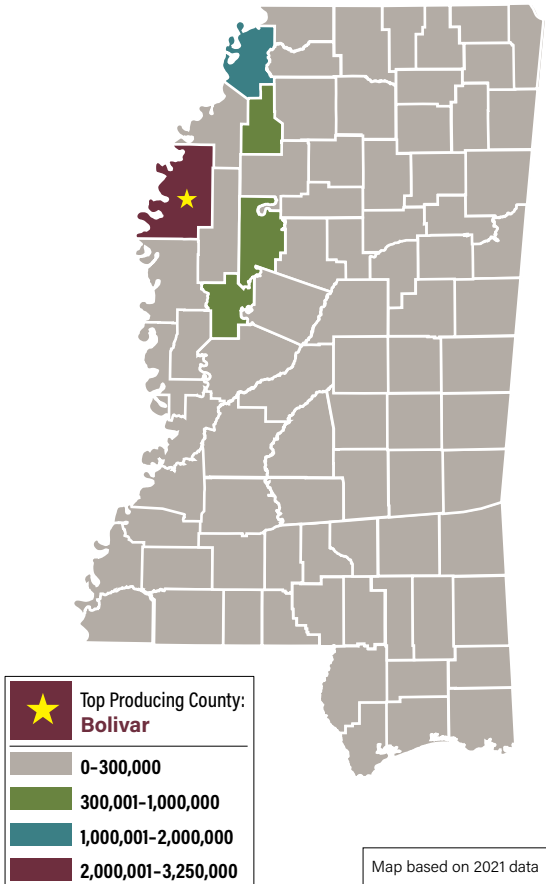 Top Producing County:
Bolivar
0–300,000
300,001–1,000,000
1,000,001–2,000,000
2,000,001–3,250,000
Map based on 2021 data